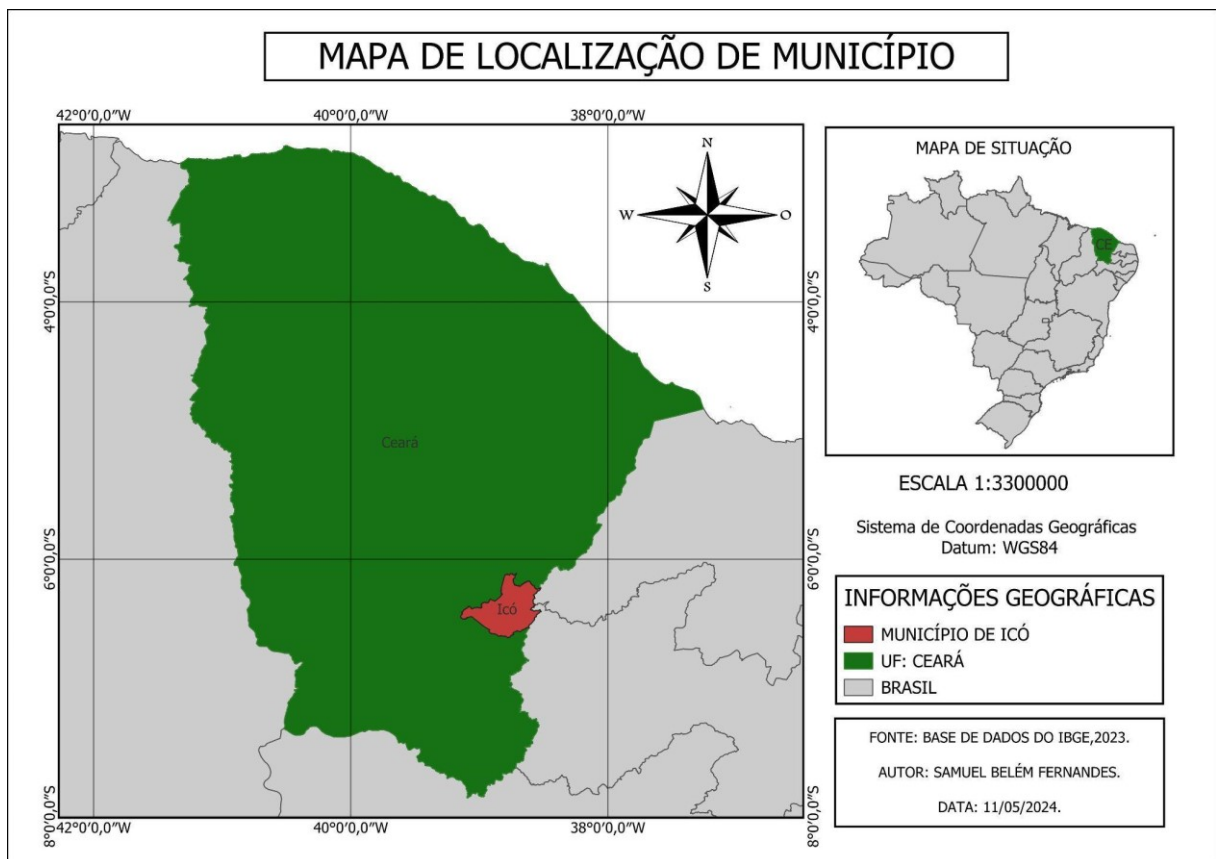 MAPA DE LOCALIZAÇÃO DE MUNICÍPIO
42°0'0,0"W 40°0'0,0"W 38°0'0,0"W
N
W O
S
4°0'0,0"S 4°0'0,0"S
Ceará
6°0'0,0"S 6°0'0,0"S
Icó
8°0'0,0"S 8°0'0,0"S
42°0'0,0"W 40°0'0,0"W 38°0'0,0"W
MAPA DE SITUAÇÃO
CE
ESCALA 1:3300000
Sistema de Coordenadas Geográficas
Datum: WGS84
INFORMAÇÕES GEOGRÁFICAS
MUNICÍPIO DE ICÓ
UF: CEARÁ
BRASIL
FONTE: BASE DE DADOS DO IBGE,2023.
AUTOR: SAMUEL BELÉM FERNANDES.
DATA: 11/05/2024.